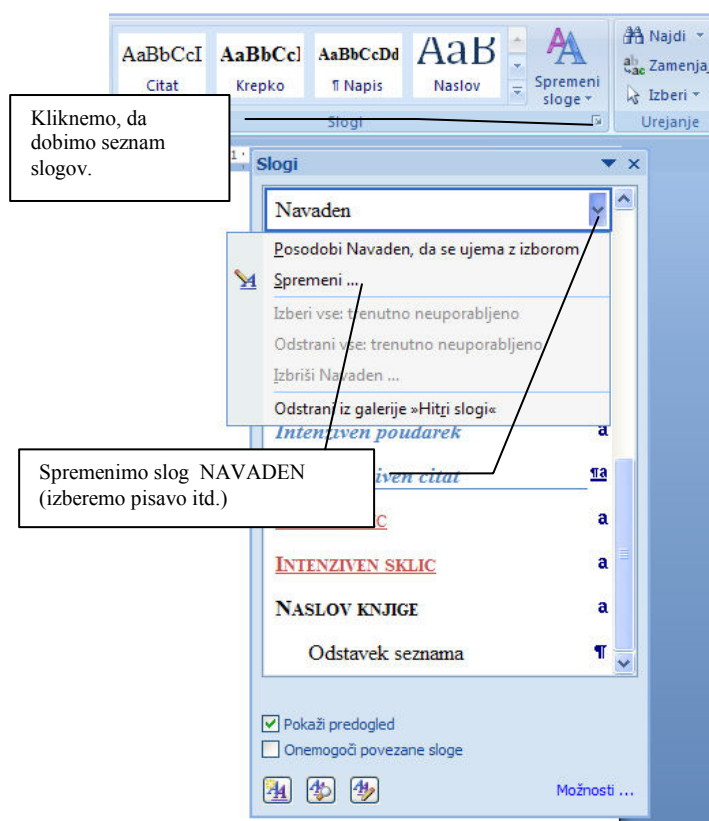 AaBbCcI AaBbCcI AaBbCcDd AaB
Citat Krepko ¶ Napis Naslov
Spremeni
sloge
Najdi
Zamenjaj
Izberi
Slogi
Urejanje
Kliknemo, da
dobimo seznam
slogov.
1
Slogi
Navaden
Posodobi Navaden, da se ujema z izborom
Spremeni ...
Izberi vse: trenutno neuporabljeno
Odstrani vse: trenutno neuporabljeno
Izbriši Navaden ...
Odstrani iz galerije »Hitri slogi«
Intenziven poudarek a
Spremenimo slog NAVADEN
(izberemo pisavo itd.)
iven citat ¶a
C a
INTENZIVEN SKLIC a
NASLOV KNJIGE a
Odstavek seznama ¶
Pokaži predogled
Onemogoči povezane sloge
Možnosti ...